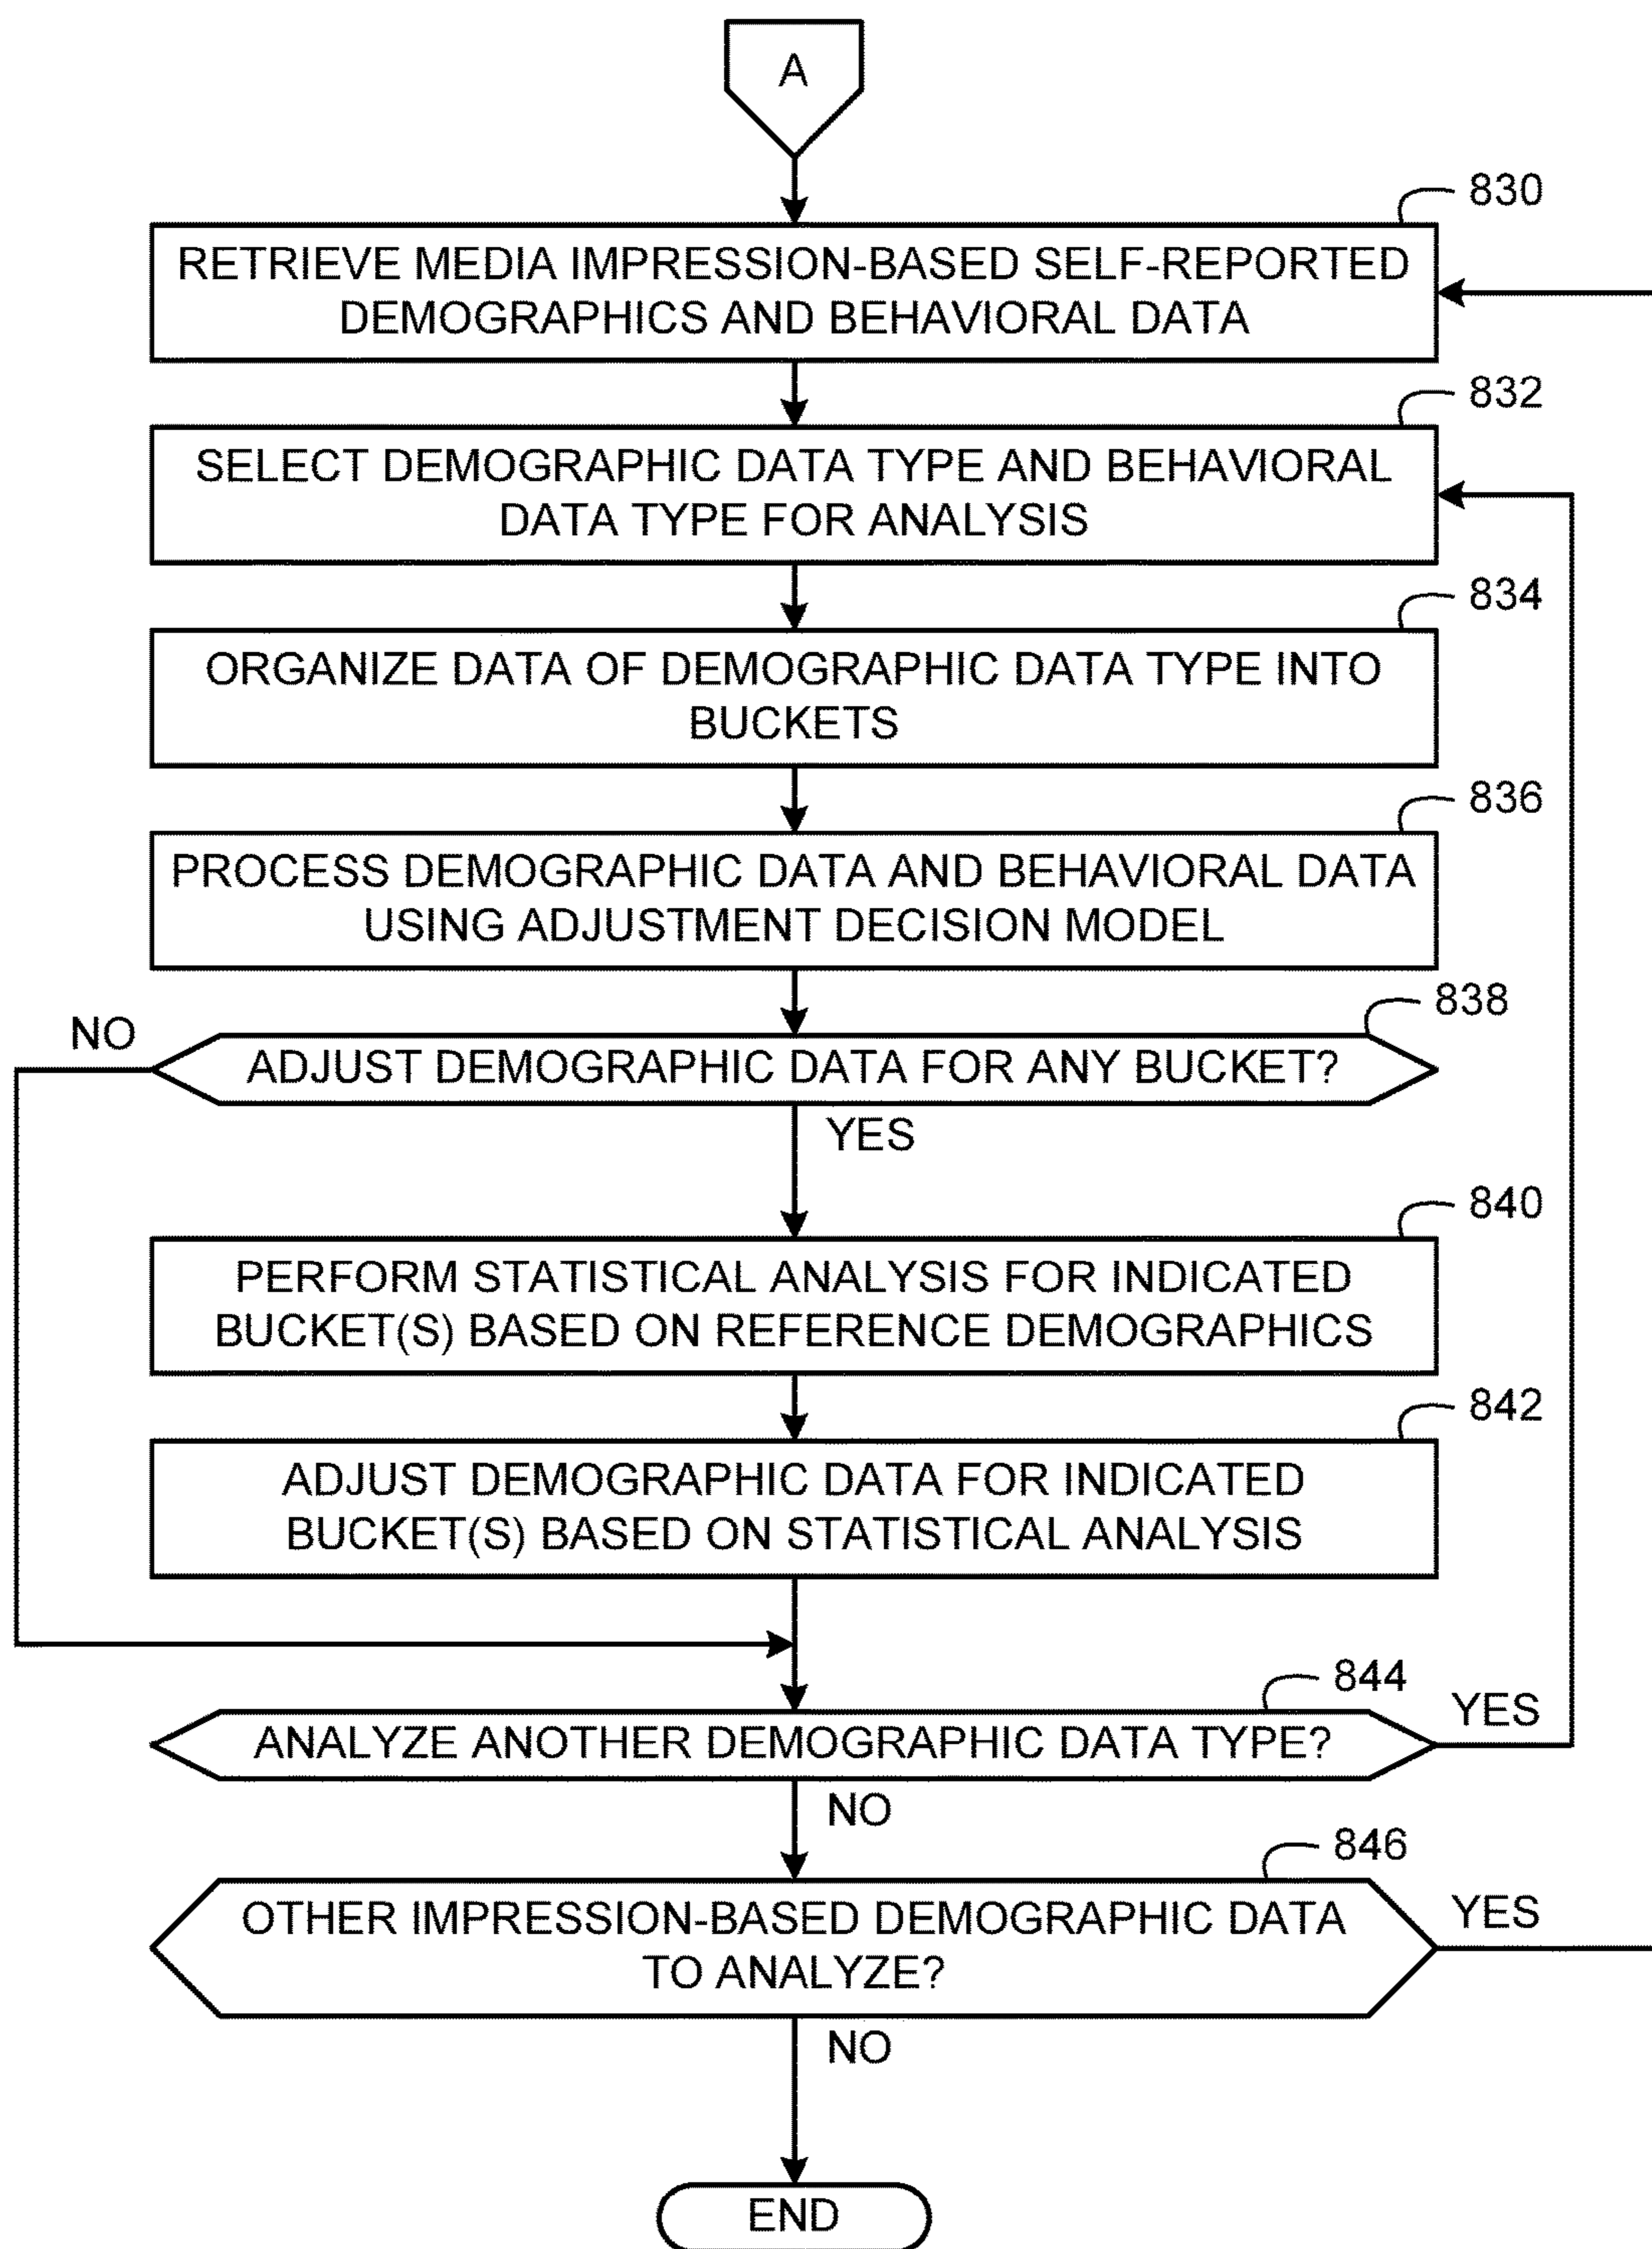 A
830
RETRIEVE MEDIA IMPRESSION-BASED SELF-REPORTED
DEMOGRAPHICS AND BEHAVIORAL DATA
832
SELECT DEMOGRAPHIC DATA TYPE AND BEHAVIORAL
DATA TYPE FOR ANALYSIS
834
ORGANIZE DATA OF DEMOGRAPHIC DATA TYPE INTO
BUCKETS
836
PROCESS DEMOGRAPHIC DATA AND BEHAVIORAL DATA
USING ADJUSTMENT DECISION MODEL
838
NO
ADJUST DEMOGRAPHIC DATA FOR ANY BUCKET?
YES
840
PERFORM STATISTICAL ANALYSIS FOR INDICATED
BUCKET(S) BASED ON REFERENCE DEMOGRAPHICS
842
ADJUST DEMOGRAPHIC DATA FOR INDICATED
BUCKET(S) BASED ON STATISTICAL ANALYSIS
844
YES
ANALYZE ANOTHER DEMOGRAPHIC DATA TYPE?
NO
846
YES
OTHER IMPRESSION-BASED DEMOGRAPHIC DATA
TO ANALYZE?
NO
END